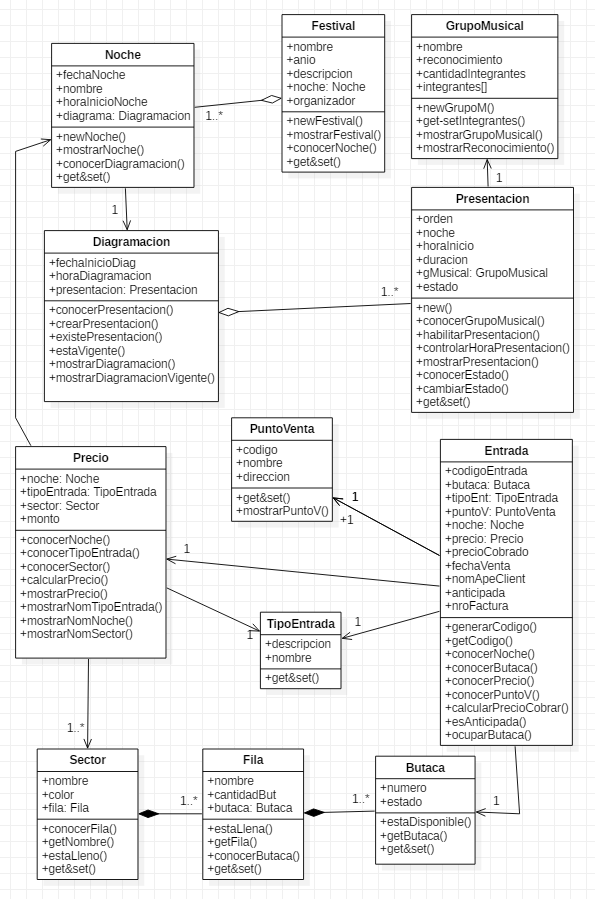 Festival
+nombre
+anio
+descripcion
+noche: Noche
+organizador
+newFestival()
+mostrarFestival()
+conocerNoche()
+get&set()
GrupoMusical
+nombre
+reconocimiento
+cantidadIntegrantes
+integrantes[]
+newGrupoM()
+get-setIntegrantes()
+mostrarGrupoMusical()
+mostrarReconocimiento()
Noche
+fechaNoche
+nombre
+horaInicioNoche
+diagrama: Diagramacion
+newNoche()
+mostrarNoche()
+conocerDiagramacion()
+get&set()
1..*
1
1
Presentacion
+orden
+noche
+horaInicio
+duracion
+gMusical: GrupoMusical
+estado
+new()
+conocerGrupoMusical()
+habilitarPresentacion()
+controlarHoraPresentacion()
+mostrarPresentacion()
+conocerEstado()
+cambiarEstado()
+get&set()
Diagramacion
+fechaInicioDiag
+horaDiagramacion
+presentacion: Presentacion
+conocerPresentacion()
+crearPresentacion()
+existePresentacion()
+estaVigente()
+mostrarDiagramacion()
+mostrarDiagramacionVigente()
1..*
PuntoVenta
+codigo
+nombre
+direccion
+get&set()
+mostrarPuntoV()
1
+1
Entrada
+codigoEntrada
+butaca: Butaca
+tipoEnt: TipoEntrada
+puntoV: PuntoVenta
+noche: Noche
+precio: Precio
+precioCobrado
+fechaVenta
+nomApeClient
+anticipada
+nroFactura
+generarCodigo()
+getCodigo()
+conocerNoche()
+conocerButaca()
+conocerPrecio()
+conocerPuntoV()
+calcularPrecioCobrar()
+esAnticipada()
+ocuparButaca()
Precio
+noche: Noche
+tipoEntrada: TipoEntrada
+sector: Sector
+monto
+conocerNoche()
+conocerTipoEntrada()
+conocerSector()
+calcularPrecio()
+mostrarPrecio()
+mostrarNomTipoEntrada()
+mostrarNomNoche()
+mostrarNomSector()
1
1
1
TipoEntrada
+descripcion
+nombre
+get&set()
1..*
Sector
+nombre
+color
+fila: Fila
+conocerFila()
+getNombre()
+estaLleno()
+get&set()
1..*
Fila
+nombre
+cantidadBut
+butaca: Butaca
+estaLlena()
+getFila()
+conocerButaca()
+get&set()
1..*
Butaca
+numero
+estado
+estaDisponible()
+getButaca()
+get&set()
1